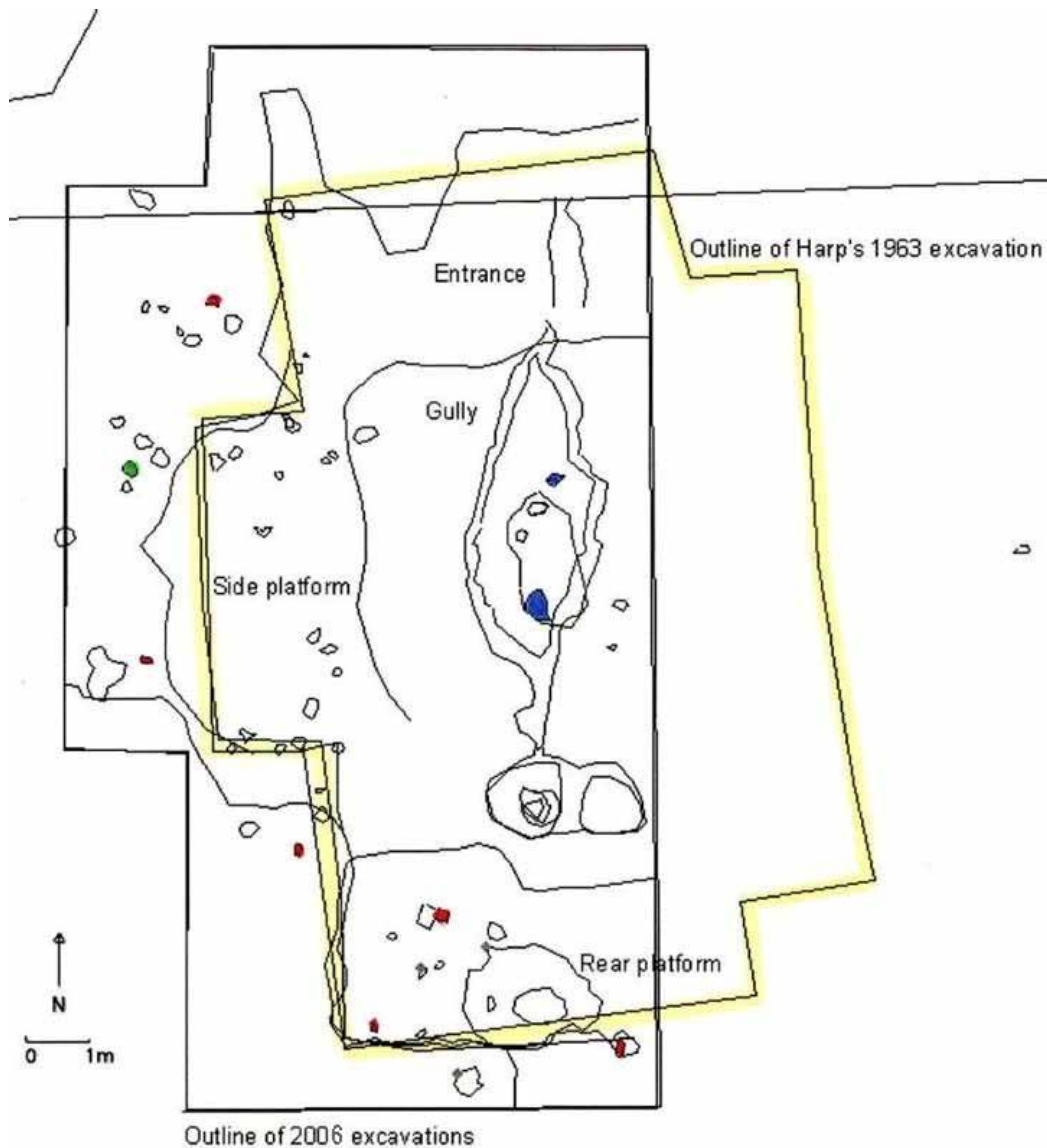 Outline of Harp's 1963 excavation
Entrance
Gully
Side platform
Rear platform
N
0 1m
Outline of 2006 excavations